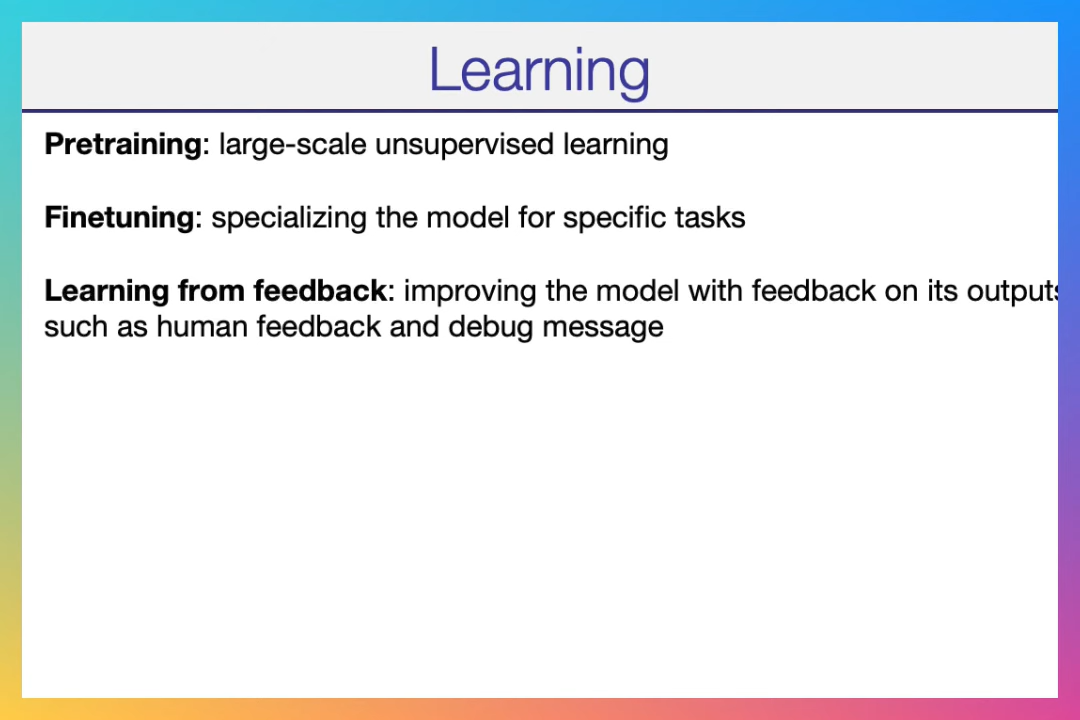 Learning
Pretraining: large-scale unsupervised learning
Finetuning: specializing the model for specific tasks
Learning from feedback: improving the model with feedback on its outputs
such as human feedback and debug message